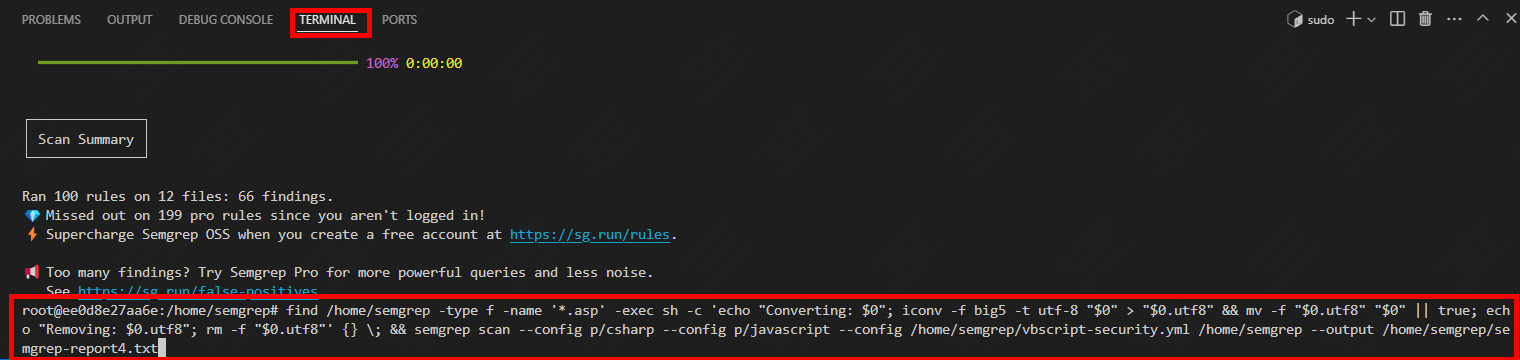 PROBLEMS OUTPUT DEBUG CONSOLE TERMINAL PORTS sudo
100% 0:00:00
Scan Summary
Ran 100 rules on 12 files: 66 findings.
💎 Missed out on 199 pro rules since you aren't logged in!
⚡ Supercharge Semgrep OSS when you create a free account at https://sg.run/rules.
📢 Too many findings? Try Semgrep Pro for more powerful queries and less noise.
See https://sg.run/false-positives.
root@ee0d8e27aa6e:/home/semgrep# find /home/semgrep -type f -name '*.asp' -exec sh -c 'echo "Converting: $0"; iconv -f big5 -t utf-8 "$0" > "$0.utf8" && mv -f "$0.utf8" "$0" || true; ech
o "Removing: $0.utf8"; rm -f "$0.utf8"' {} \; && semgrep scan --config p/csharp --config p/javascript --config /home/semgrep/vbscript-security.yml /home/semgrep --output /home/semgrep/se
mgrep-report4.txt